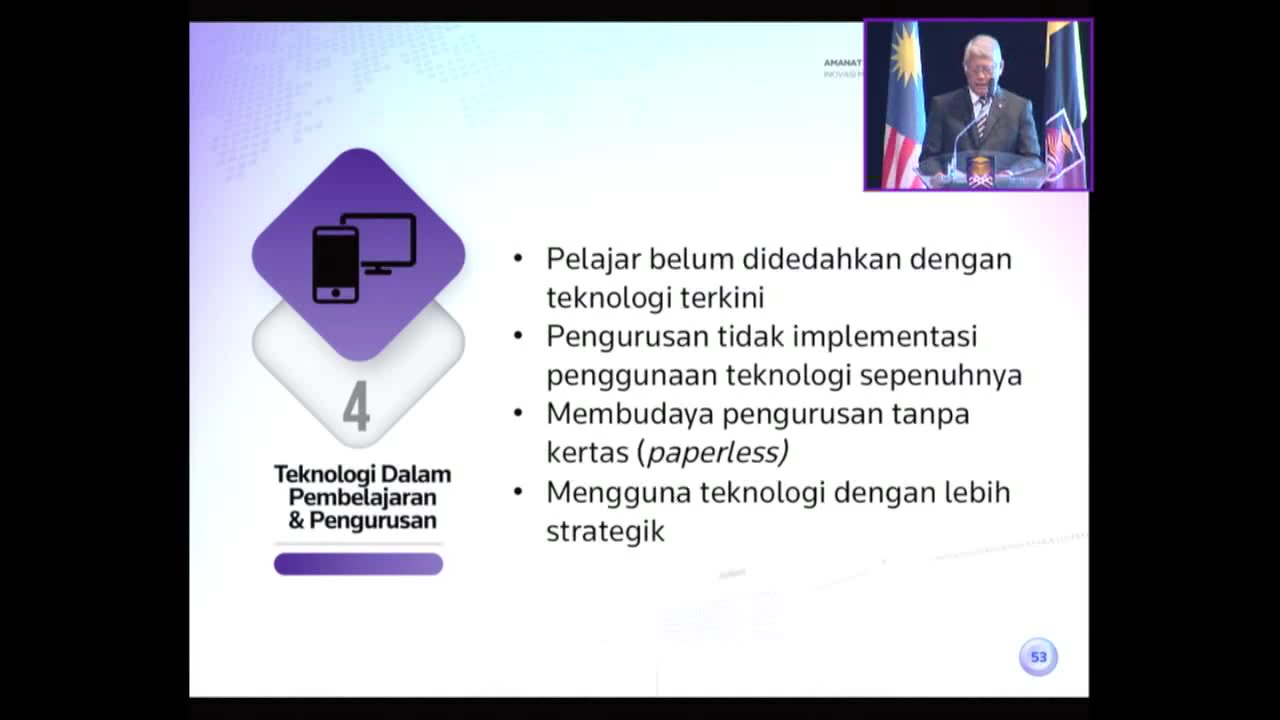 AMANAT
INOVASI M
Pelajar belum didedahkan dengan
teknologi terkini
Pengurusan tidak implementasi
penggunaan teknologi sepenuhnya
Membudaya pengurusan tanpa
kertas (paperless)
Mengguna teknologi dengan lebih
strategik
4
Teknologi Dalam
Pembelajaran
& Pengurusan
53